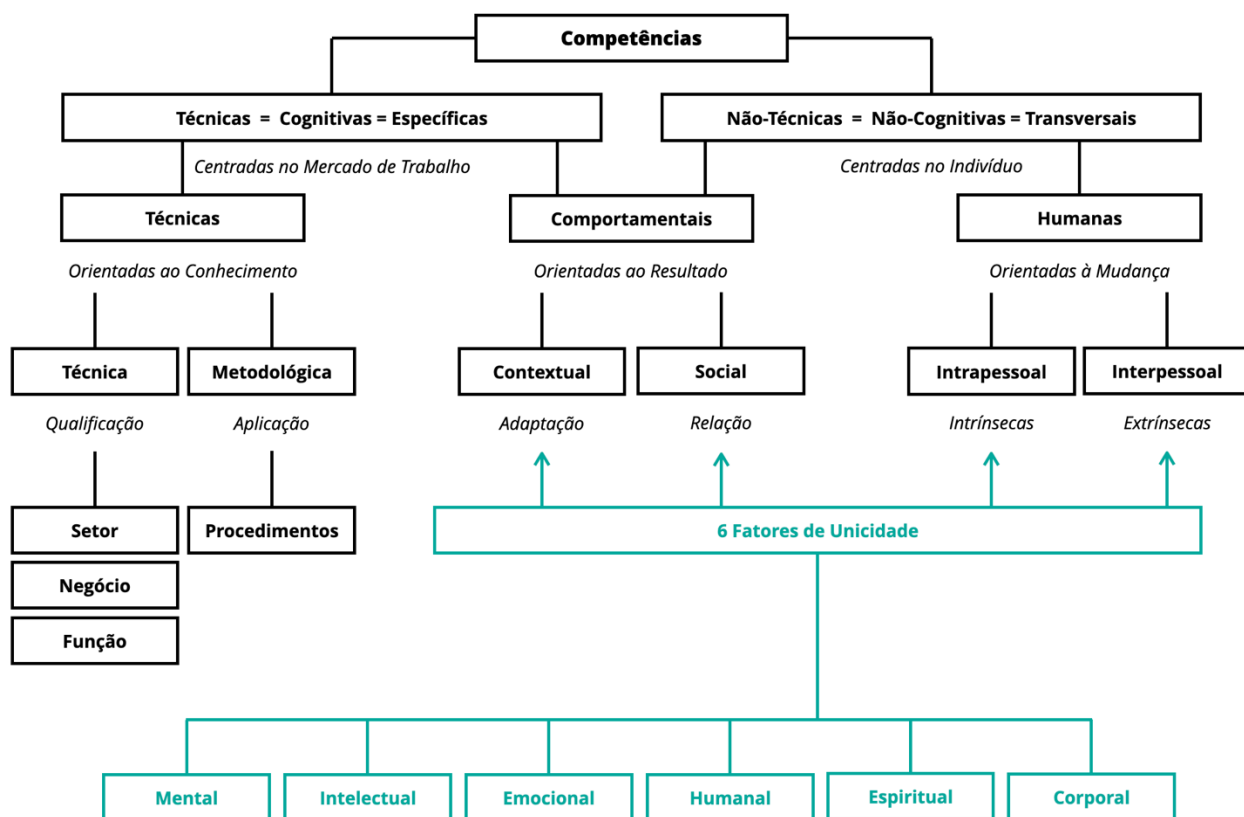 Competências
Técnicas = Cognitivas = Específicas
Não-Técnicas = Não-Cognitivas = Transversais
Centradas no Mercado de Trabalho
Centradas no Indivíduo
Técnicas
Comportamentais
Humanas
Orientadas ao Conhecimento
Orientadas ao Resultado
Orientadas à Mudança
Técnica
Metodológica
Contextual
Social
Intrapessoal
Interpessoal
Qualificação
Aplicação
Adaptação
Relação
Intrínsecas
Extrínsecas
Setor
Procedimentos
6 Fatores de Unicidade
Negócio
Função
Mental
Intelectual
Emocional
Humanal
Espiritual
Corporal